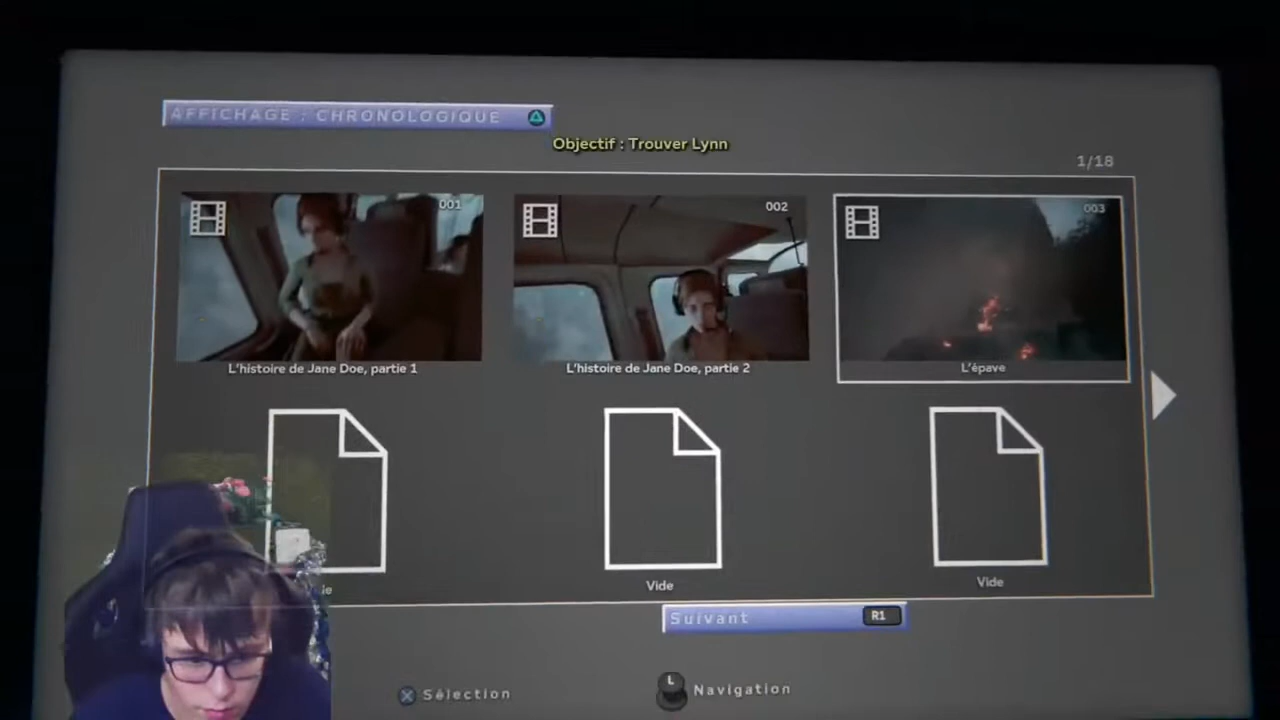 AFFICHAGE : CHRONOLOGIQUE
Objectif : Trouver Lynn
1/18
001
002
003
L'histoire de Jane Doe, partie 1
L'histoire de Jane Doe, partie 2
L'épave
Vide
Vide
Suivant
R1
Sélection
L
Navigation